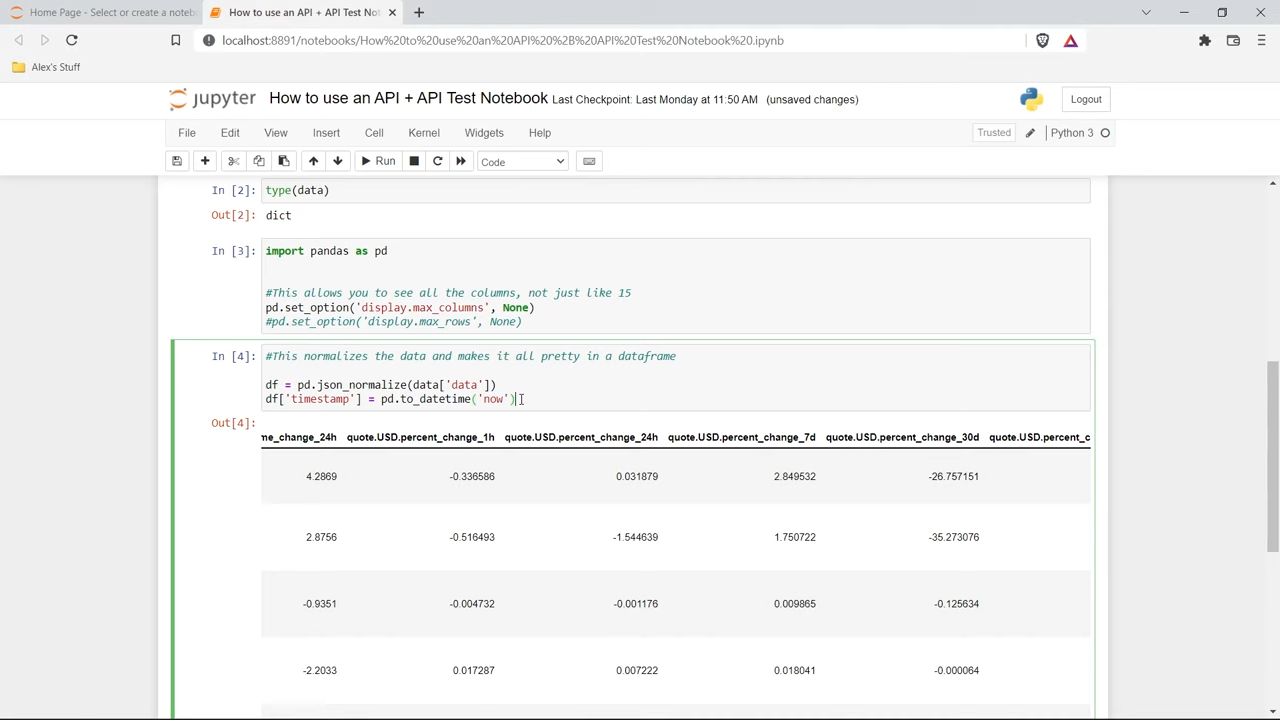 Home Page - Select or create a noteb
How to use an API + API Test Not
localhost:8891/notebooks/How%20to%20use%20an%20API%20%2B%20API%20Test%20Notebook%20.ipynb
Alex's Stuff
jupyter How to use an API + API Test Notebook Last Checkpoint: Last Monday at 11:50 AM (unsaved changes)
Logout
File Edit View Insert Cell Kernel Widgets Help
Trusted Python 3
Run Code
In [2]: type(data)
Out[2]: dict
In [3]: import pandas as pd
#This allows you to see all the columns, not just like 15
pd.set_option('display.max_columns', None)
#pd.set_option('display.max_rows', None)
In [4]: #This normalizes the data and makes it all pretty in a dataframe
df = pd.json_normalize(data['data'])
df['timestamp'] = pd.to_datetime('now')
Out[4]:
me_change_24h quote.USD.percent_change_1h quote.USD.percent_change_24h quote.USD.percent_change_7d quote.USD.percent_change_30d quote.USD.percent_c
4.2869 -0.336586 0.031879 2.849532 -26.757151
2.8756 -0.516493 -1.544639 1.750722 -35.273076
-0.9351 -0.004732 -0.001176 0.009865 -0.125634
-2.2033 0.017287 0.007222 0.018041 -0.000064